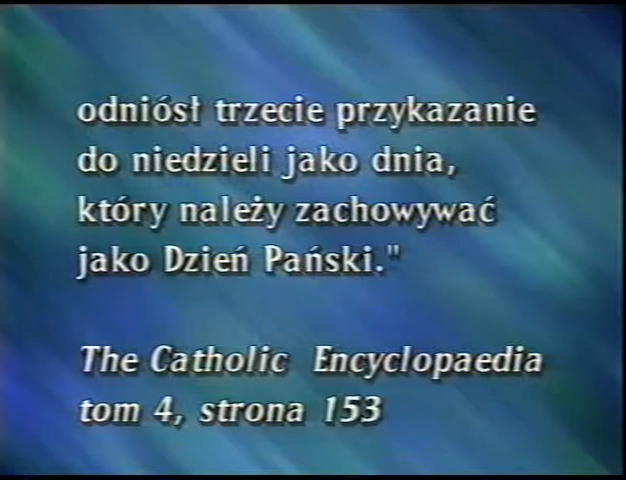 odniósł trzecie przykazanie
do niedzieli jako dnia,
który należy zachowywać
jako Dzień Pański."
The Catholic Encyclopaedia
tom 4, strona 153